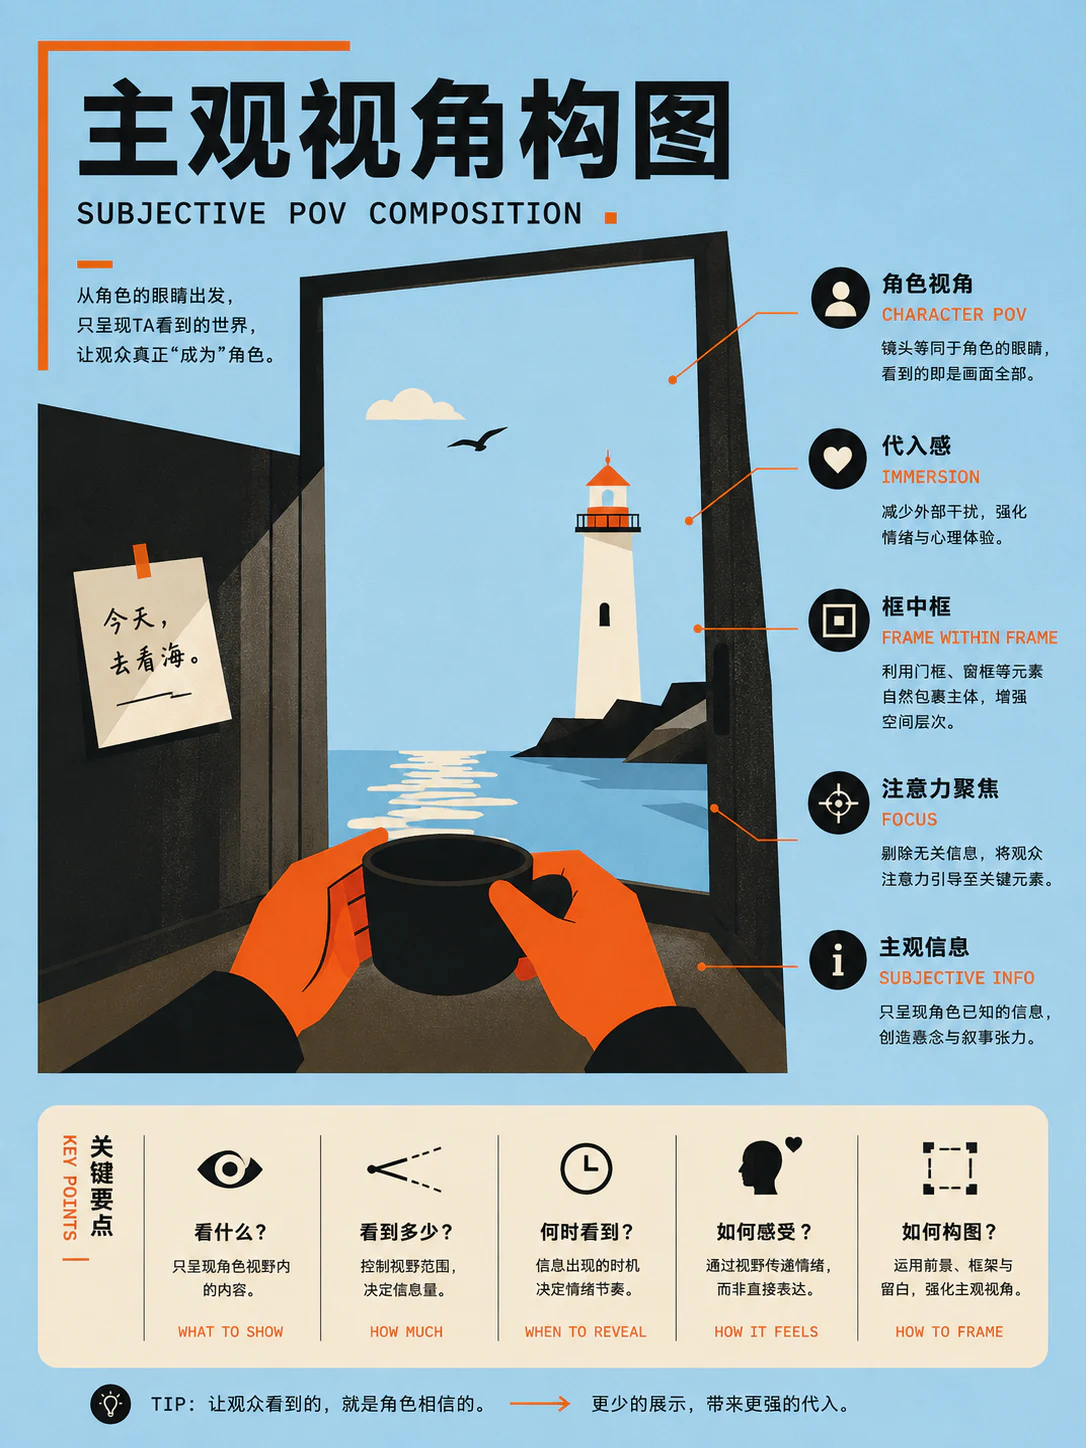 主观视角构图
SUBJECTIVE POV COMPOSITION
从角色的眼睛出发，
只呈现TA看到的世界，
让观众真正“成为”角色。
今天，
去看海。
角色视角
CHARACTER POV
镜头等同于角色的眼睛，
看到的即是画面全部。
代入感
IMMERSION
减少外部干扰，强化
情绪与心理体验。
框中框
FRAME WITHIN FRAME
利用门框、窗框等元素
自然包裹主体，增强
空间层次。
注意力聚焦
FOCUS
剔除无关信息，将观众
注意力引导至关键元素。
主观信息
SUBJECTIVE INFO
只呈现角色已知的信息，
创造悬念与叙事张力。
关键要点
KEY POINTS
看什么？
只呈现角色视野内
的内容。
WHAT TO SHOW
看到多少？
控制视野范围，
决定信息量。
HOW MUCH
何时看到？
信息出现的时机
决定情绪节奏。
WHEN TO REVEAL
如何感受？
通过视野传递情绪，
而非直接表达。
HOW IT FEELS
如何构图？
运用前景、框架与
留白，强化主观视角。
HOW TO FRAME
TIP：让观众看到的，就是角色相信的。
更少的展示，带来更强的代入。